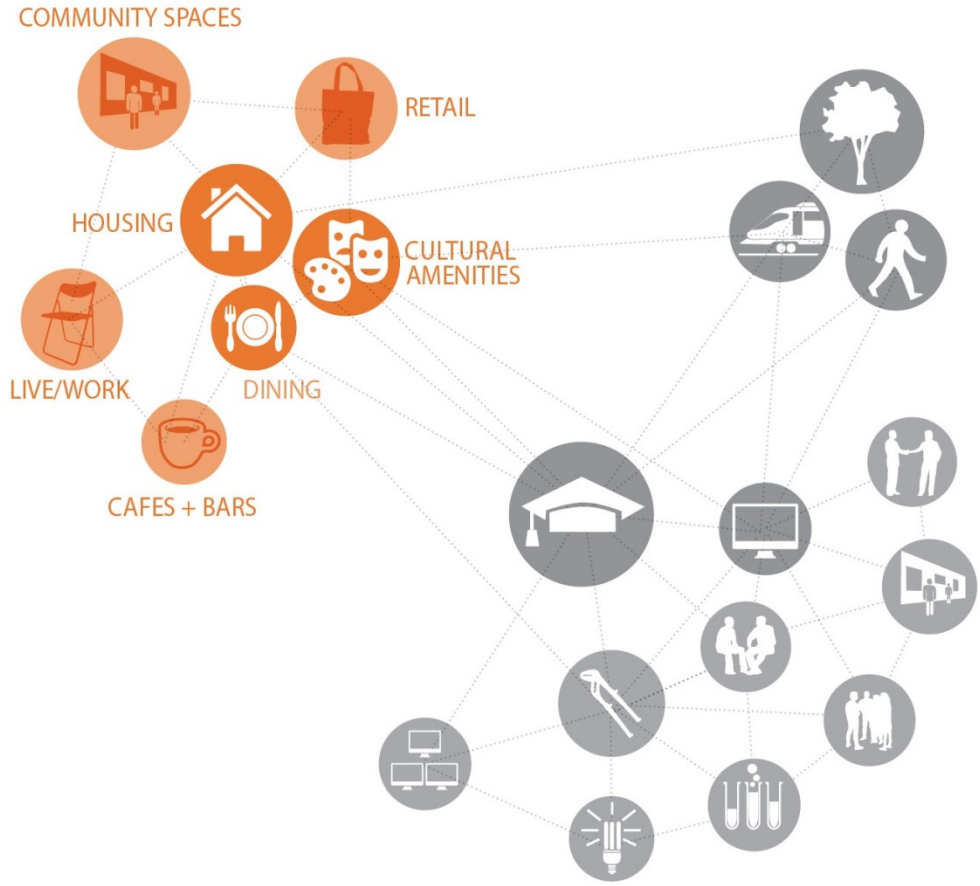 COMMUNITY SPACES
RETAIL
HOUSING
CULTURAL
AMENITIES
LIVE/WORK
DINING
CAFES + BARS